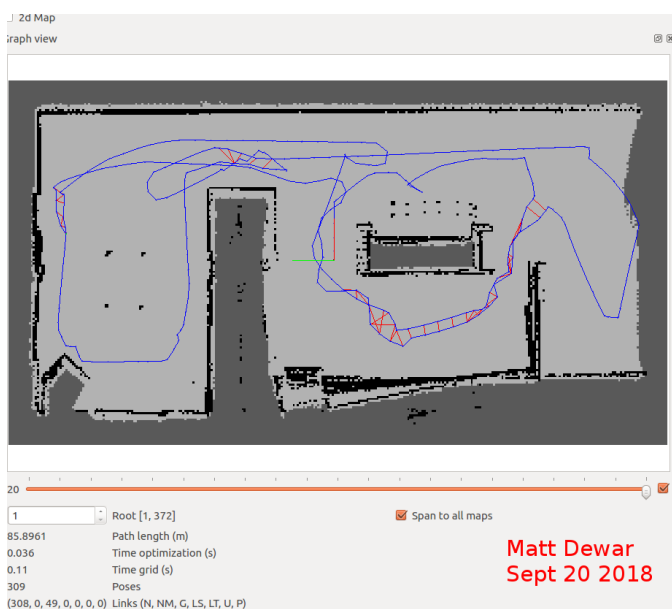 2d Map
Graph view
20
1
Root [1, 372]
Span to all maps
85.8961
Path length (m)
0.036
Time optimization (s)
0.11
Time grid (s)
309
Poses
(308, 0, 49, 0, 0, 0, 0) Links (N, NM, G, LS, LT, U, P)
Matt Dewar
Sept 20 2018